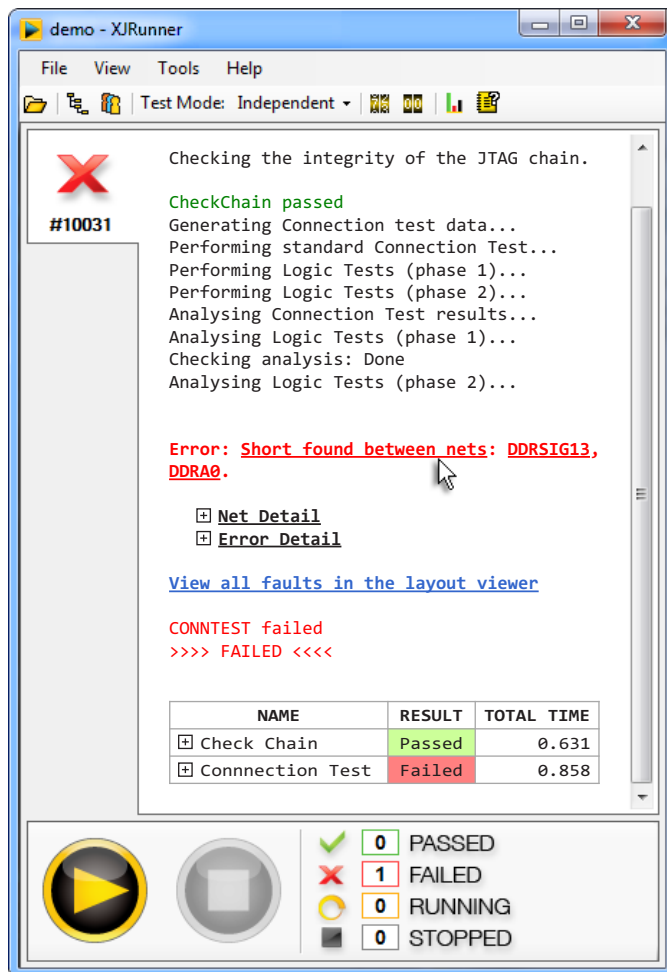 demo - XJRunner
File View Tools Help
Test Mode: Independent
#10031
Checking the integrity of the JTAG chain.
CheckChain passed
Generating Connection test data...
Performing standard Connection Test...
Performing Logic Tests (phase 1)...
Performing Logic Tests (phase 2)...
Analysing Connection Test results...
Analysing Logic Tests (phase 1)...
Checking analysis: Done
Analysing Logic Tests (phase 2)...
Error: Short found between nets: DDRSIG13,
DDRA0.
Net Detail
Error Detail
View all faults in the layout viewer
CONNTEST failed
>>>> FAILED <<<<
NAME RESULT TOTAL TIME
Check Chain Passed 0.631
Connnection Test Failed 0.858
0 PASSED
1 FAILED
0 RUNNING
0 STOPPED